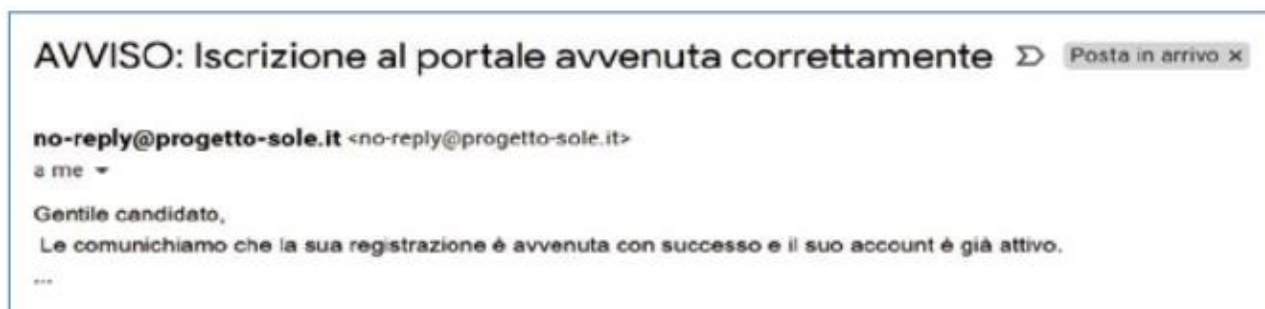 AVVISO: Iscrizione al portale avvenuta correttamente Posta in arrivo ×
no-reply@progetto-sole.it <no-reply@progetto-sole.it>
a me
Gentile candidato,
Le comunichiamo che la sua registrazione è avvenuta con successo e il suo account è già attivo.
...